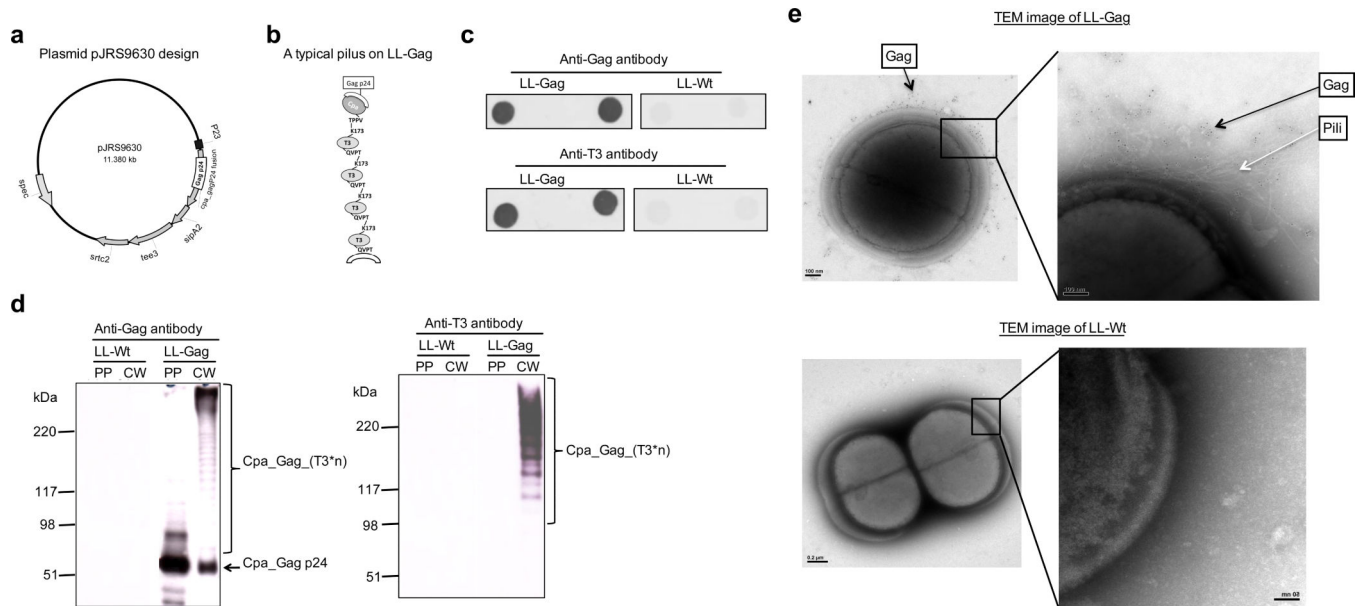 a
Plasmid pJRS9630 design
pJRS9630
11.380 kb
P23
Gag p24
cpa_gagP24 fusion
sipA2
tee3
srtc2
spec
b
A typical pilus on LL-Gag
Gag p24
Cpa
TPPV
K173
T3
QVPT
K173
T3
QVPT
K173
T3
QVPT
K173
T3
QVPT
c
Anti-Gag antibody
LL-Gag LL-Wt
Anti-T3 antibody
LL-Gag LL-Wt
d
Anti-Gag antibody
LL-Wt LL-Gag
PP CW PP CW
kDa
220
117
98
51
Cpa_Gag_(T3*n)
Cpa_Gag p24
Anti-T3 antibody
LL-Wt LL-Gag
PP CW PP CW
kDa
220
117
98
51
Cpa_Gag_(T3*n)
e
TEM image of LL-Gag
Gag
100 nm
Gag
Pili
100 nm
TEM image of LL-Wt
0.2 µm
50 nm